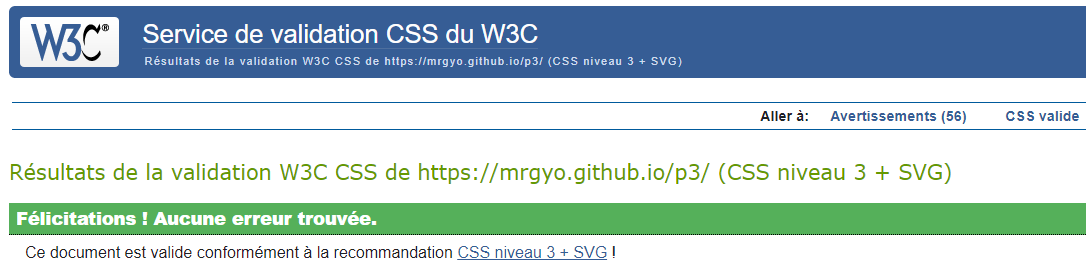 W3C®
Service de validation CSS du W3C
Résultats de la validation W3C CSS de https://mrgyo.github.io/p3/ (CSS niveau 3 + SVG)
Aller à: Avertissements (56) CSS valide
Résultats de la validation W3C CSS de https://mrgyo.github.io/p3/ (CSS niveau 3 + SVG)
Félicitations ! Aucune erreur trouvée.
Ce document est valide conformément à la recommandation CSS niveau 3 + SVG !